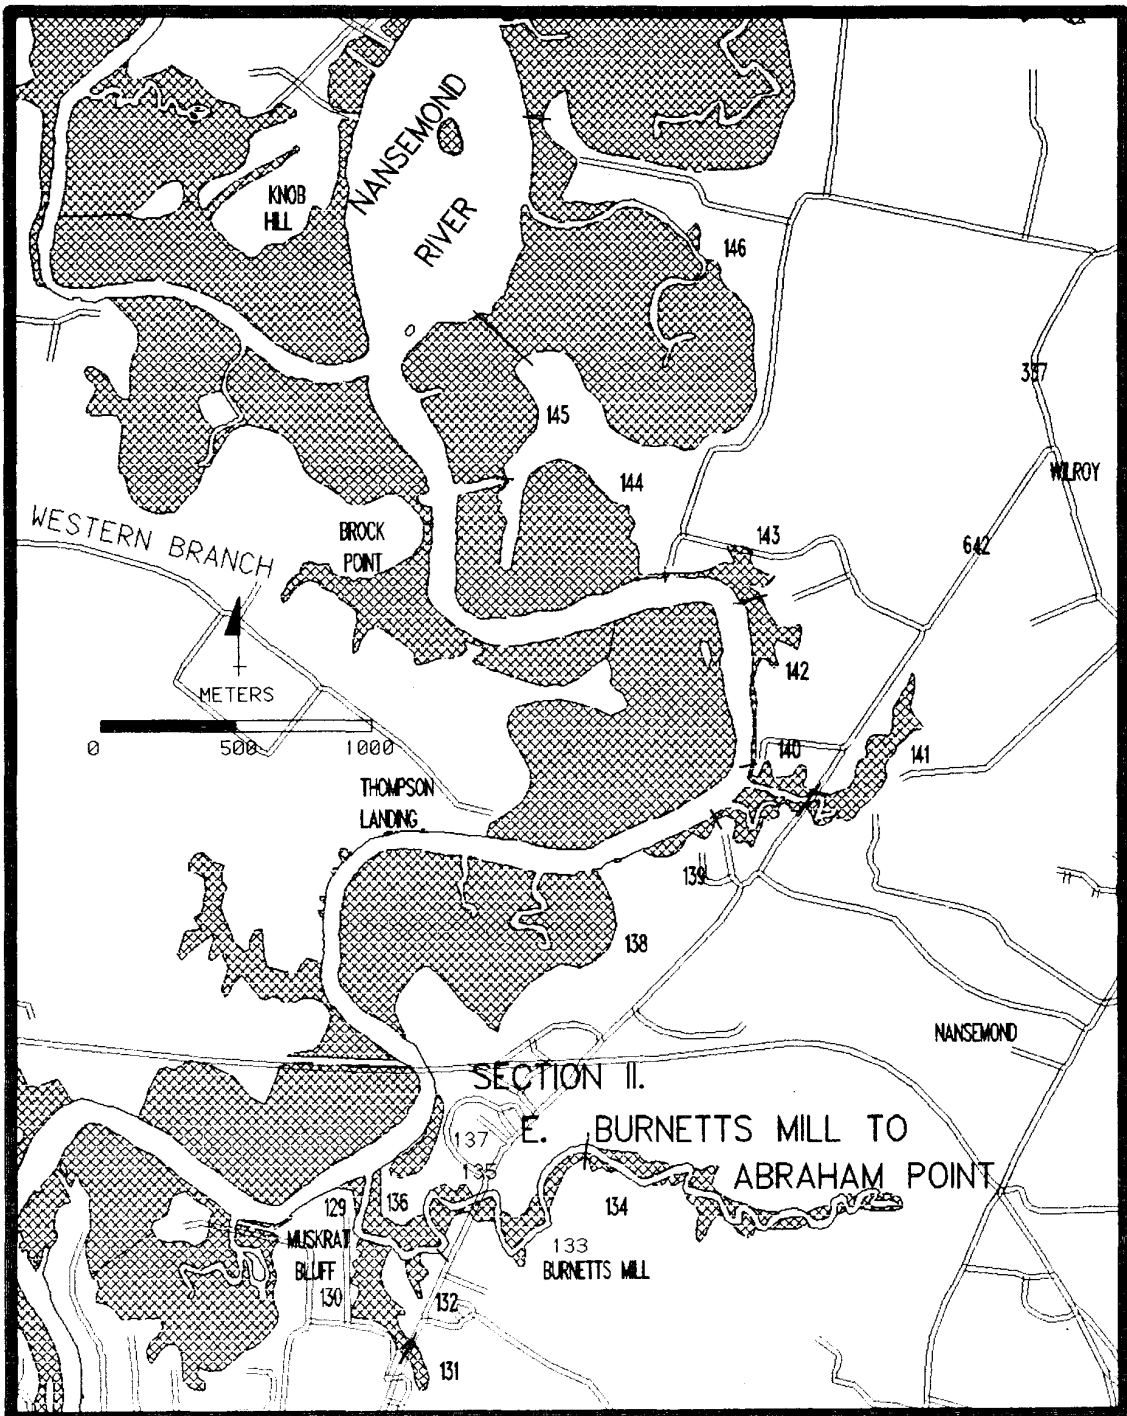 NANSEMOND
RIVER
KNOB
HILL
146
337
145
144
WILROY
WESTERN BRANCH
BROCK
POINT
143
642
142
METERS
0 500 1000
140
141
THOMPSON
LANDING
139
138
NANSEMOND
SECTION II.
E. BURNETTS MILL TO
ABRAHAM POINT
137
135
136
134
129
MUSKRAT
BLUFF
133
BURNETTS MILL
130
132
131